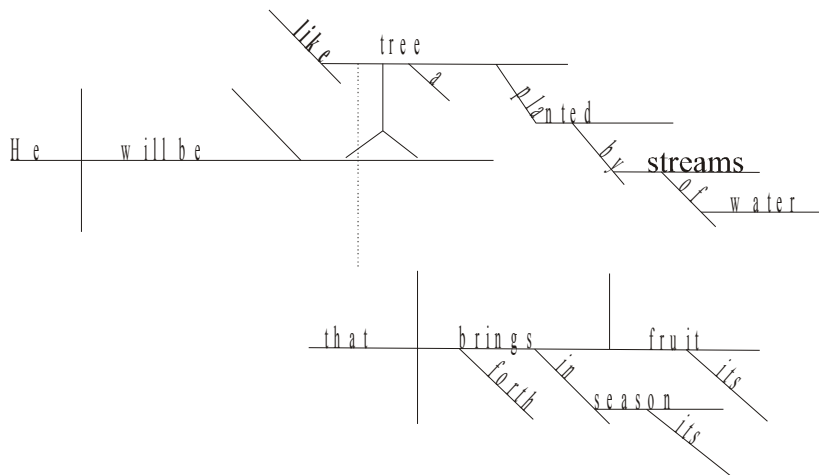 like tree
a planted
He will be by streams
of water
that brings fruit
forth in its
season
its